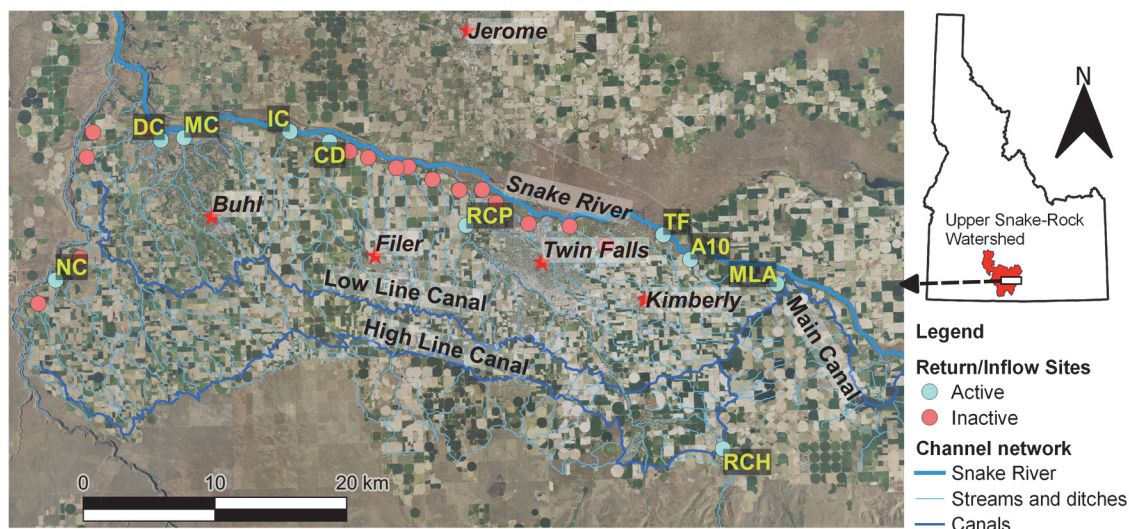 Jerome
DC
MC
IC
CD
Snake River
Buhl
RCP
TF
Filer
Twin Falls
A10
NC
Low Line Canal
MLA
Kimberly
Main Canal
High Line Canal
RCH
0 10 20 km
N
Upper Snake-Rock
Watershed
Legend
Return/Inflow Sites
Active
Inactive
Channel network
Snake River
Streams and ditches
Canals